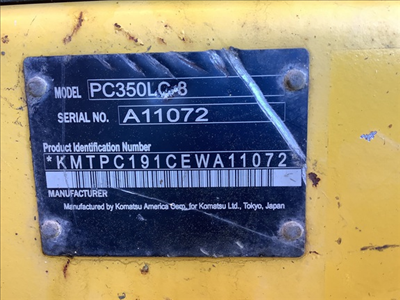 MODEL PC350LC-8
SERIAL NO. A11072
Product Identification Number
*KMTPC191CEWA11072
MANUFACTURER
Manufactured by Komatsu America Corp. for Komatsu Ltd., Tokyo, Japan